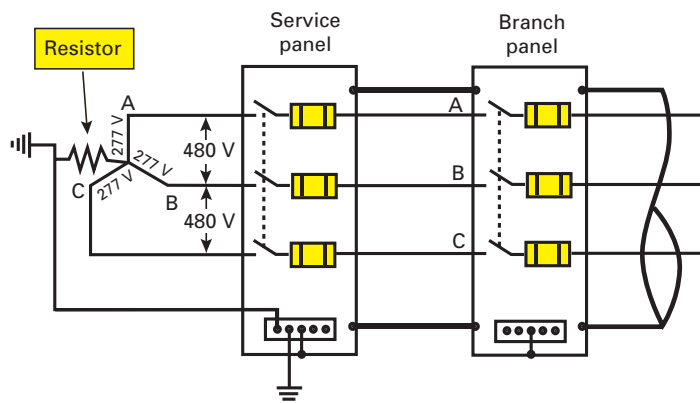 Service
panel
Branch
panel
Resistor
A
277 V
480 V
277 V
C
277 V
B
480 V
A
B
C